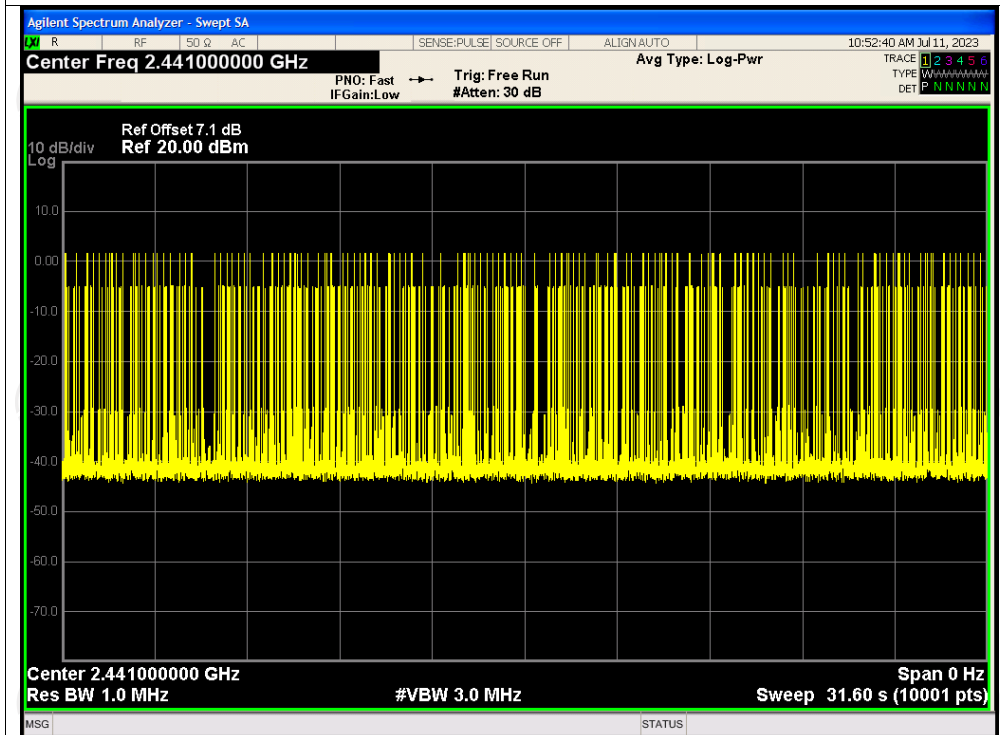 Agilent Spectrum Analyzer - Swept SA
LXI R RF 50 Ω AC SENSE:PULSE SOURCE OFF ALIGN AUTO 10:52:40 AM Jul 11, 2023
Center Freq 2.441000000 GHz Avg Type: Log-Pwr TRACE 1 2 3 4 5 6
PNO: Fast Trig: Free Run TYPE W
IFGain:Low #Atten: 30 dB DET P N N N N N
Ref Offset 7.1 dB
10 dB/div Ref 20.00 dBm
Log
10.0
0.00
-10.0
-20.0
-30.0
-40.0
-50.0
-60.0
-70.0
Center 2.441000000 GHz Span 0 Hz
Res BW 1.0 MHz #VBW 3.0 MHz Sweep 31.60 s (10001 pts)
MSG STATUS